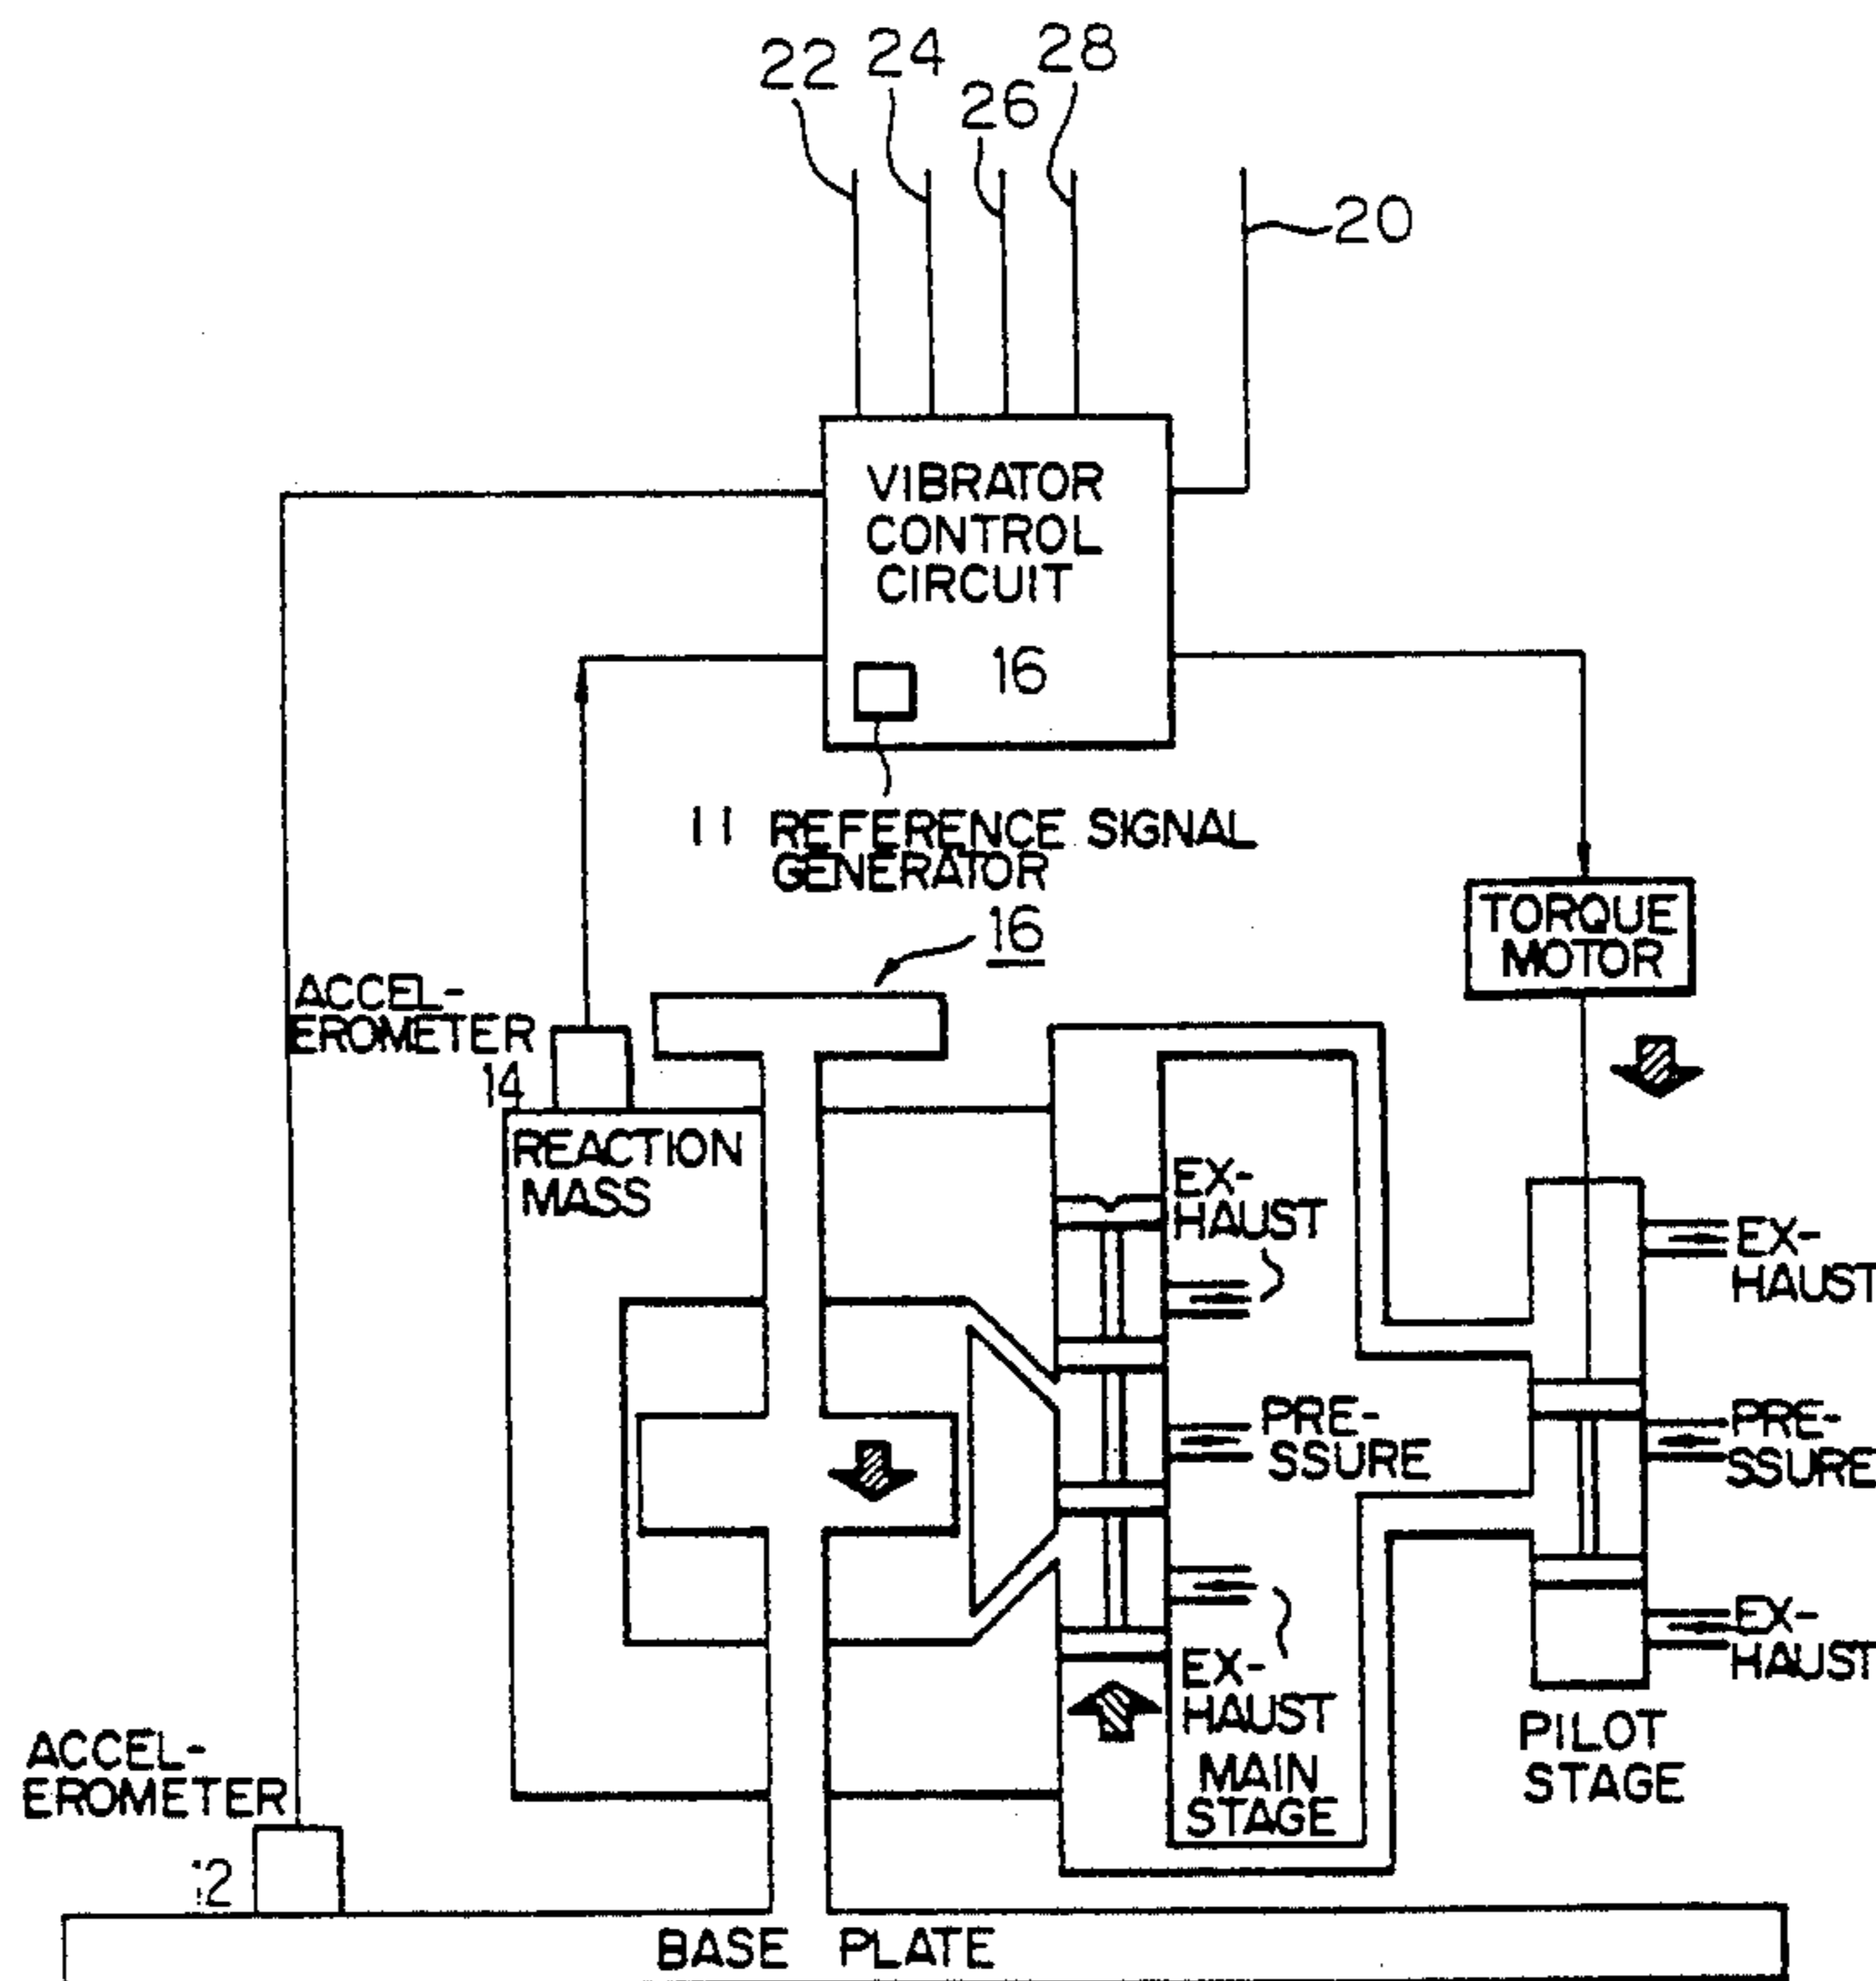 22
24
26
28
20
VIBRATOR
CONTROL
CIRCUIT
16
11 REFERENCE SIGNAL
GENERATOR
16
TORQUE
MOTOR
ACCEL-
EROMETER
14
REACTION
MASS
EX-
HAUST
EX-
HAUST
PRE-
SSURE
PRE-
SSURE
EX-
HAUST
EX-
HAUST
MAIN
STAGE
PILOT
STAGE
ACCEL-
EROMETER
12
BASE PLATE